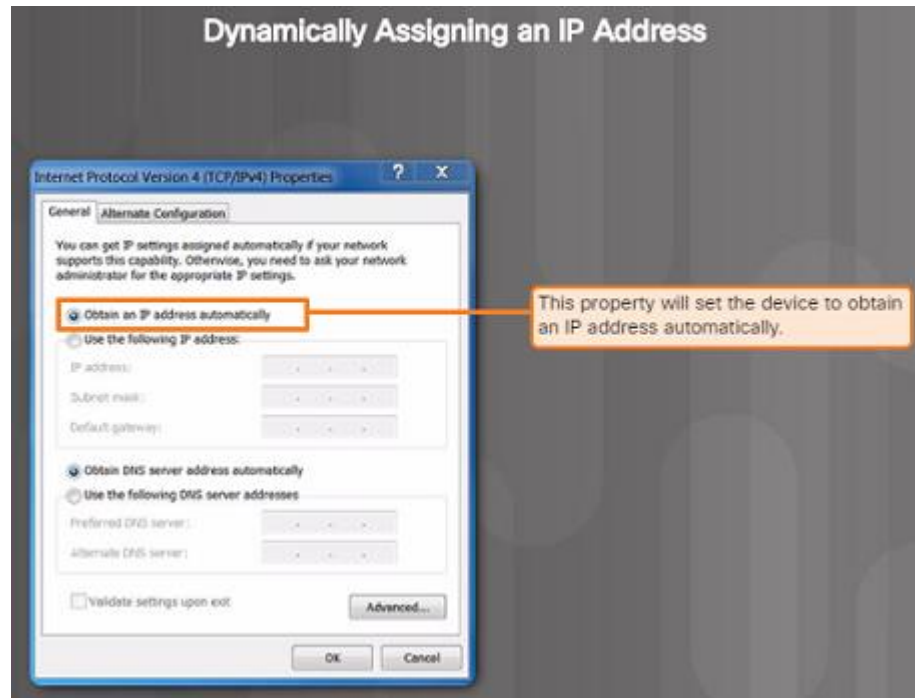 Dynamically Assigning an IP Address
Internet Protocol Version 4 (TCP/IPv4) Properties
? X
General
Alternate Configuration
You can get IP settings assigned automatically if your network
supports this capability. Otherwise, you need to ask your network
administrator for the appropriate IP settings.
Obtain an IP address automatically
This property will set the device to obtain
an IP address automatically.
Use the following IP address:
IP address:
Subnet mask:
Default gateway:
Obtain DNS server address automatically
Use the following DNS server addresses
Preferred DNS server:
Alternate DNS server:
Validate settings upon exit
Advanced...
OK
Cancel